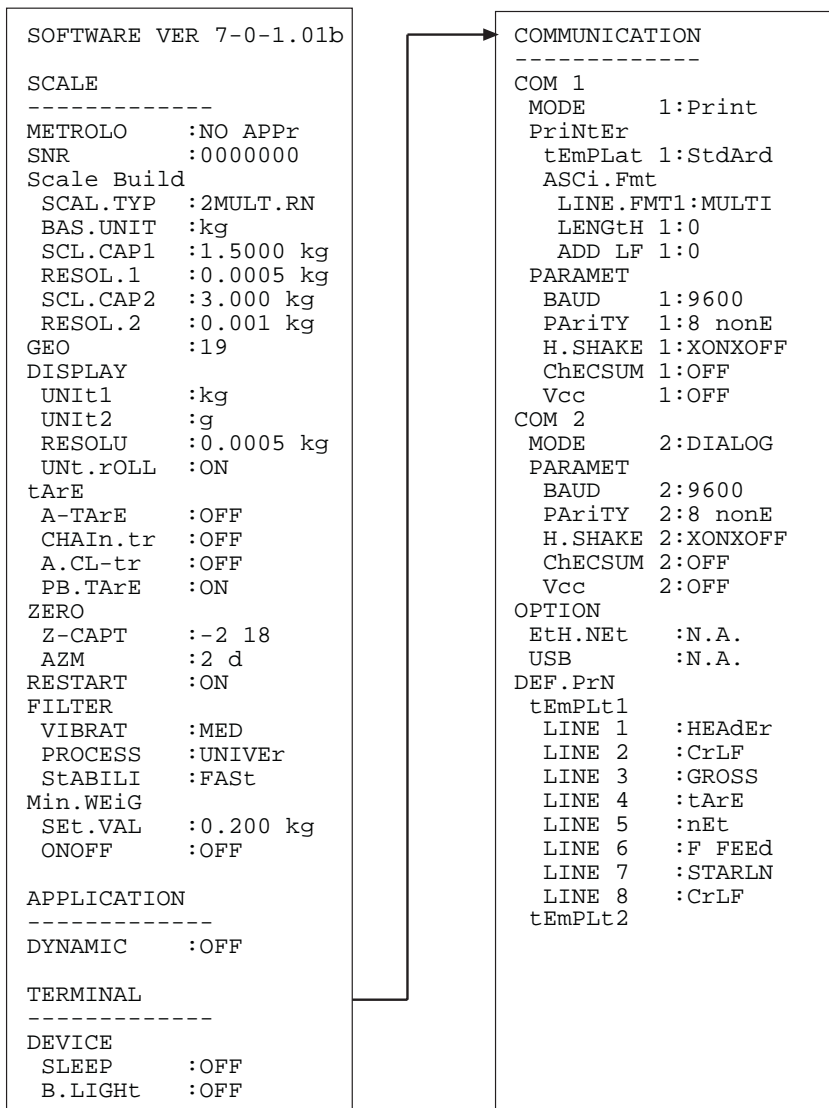 SOFTWARE VER 7-0-1.01b
SCALE
-------------
METROLO :NO APPr
SNR :0000000
Scale Build
SCAL.TYP :2MULT.RN
BAS.UNIT :kg
SCL.CAP1 :1.5000 kg
RESOL.1 :0.0005 kg
SCL.CAP2 :3.000 kg
RESOL.2 :0.001 kg
GEO :19
DISPLAY
UNIt1 :kg
UNIt2 :g
RESOLU :0.0005 kg
UNt.rOLL :ON
tArE
A-TArE :OFF
CHAIn.tr :OFF
A.CL-tr :OFF
PB.TArE :ON
ZERO
Z-CAPT :-2 18
AZM :2 d
RESTART :ON
FILTER
VIBRAT :MED
PROCESS :UNIVEr
StABILI :FASt
Min.WEiG
SEt.VAL :0.200 kg
ONOFF :OFF
APPLICATION
-------------
DYNAMIC :OFF
TERMINAL
-------------
DEVICE
SLEEP :OFF
B.LIGHt :OFF
COMMUNICATION
-------------
COM 1
MODE 1:Print
PriNtEr
tEmPLat 1:StdArd
ASCi.Fmt
LINE.FMT1:MULTI
LENGtH 1:0
ADD LF 1:0
PARAMET
BAUD 1:9600
PAriTY 1:8 nonE
H.SHAKE 1:XONXOFF
ChECSUM 1:OFF
Vcc 1:OFF
COM 2
MODE 2:DIALOG
PARAMET
BAUD 2:9600
PAriTY 2:8 nonE
H.SHAKE 2:XONXOFF
ChECSUM 2:OFF
Vcc 2:OFF
OPTION
EtH.NEt :N.A.
USB :N.A.
DEF.PrN
tEmPLt1
LINE 1 :HEAdEr
LINE 2 :CrLF
LINE 3 :GROSS
LINE 4 :tArE
LINE 5 :nEt
LINE 6 :F FEEd
LINE 7 :STARLN
LINE 8 :CrLF
tEmPLt2